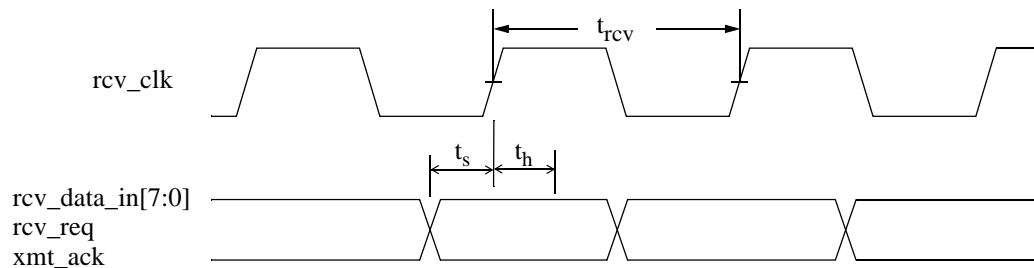 t_rcv
rcv_clk
t_s t_h
rcv_data_in[7:0]
rcv_req
xmt_ack